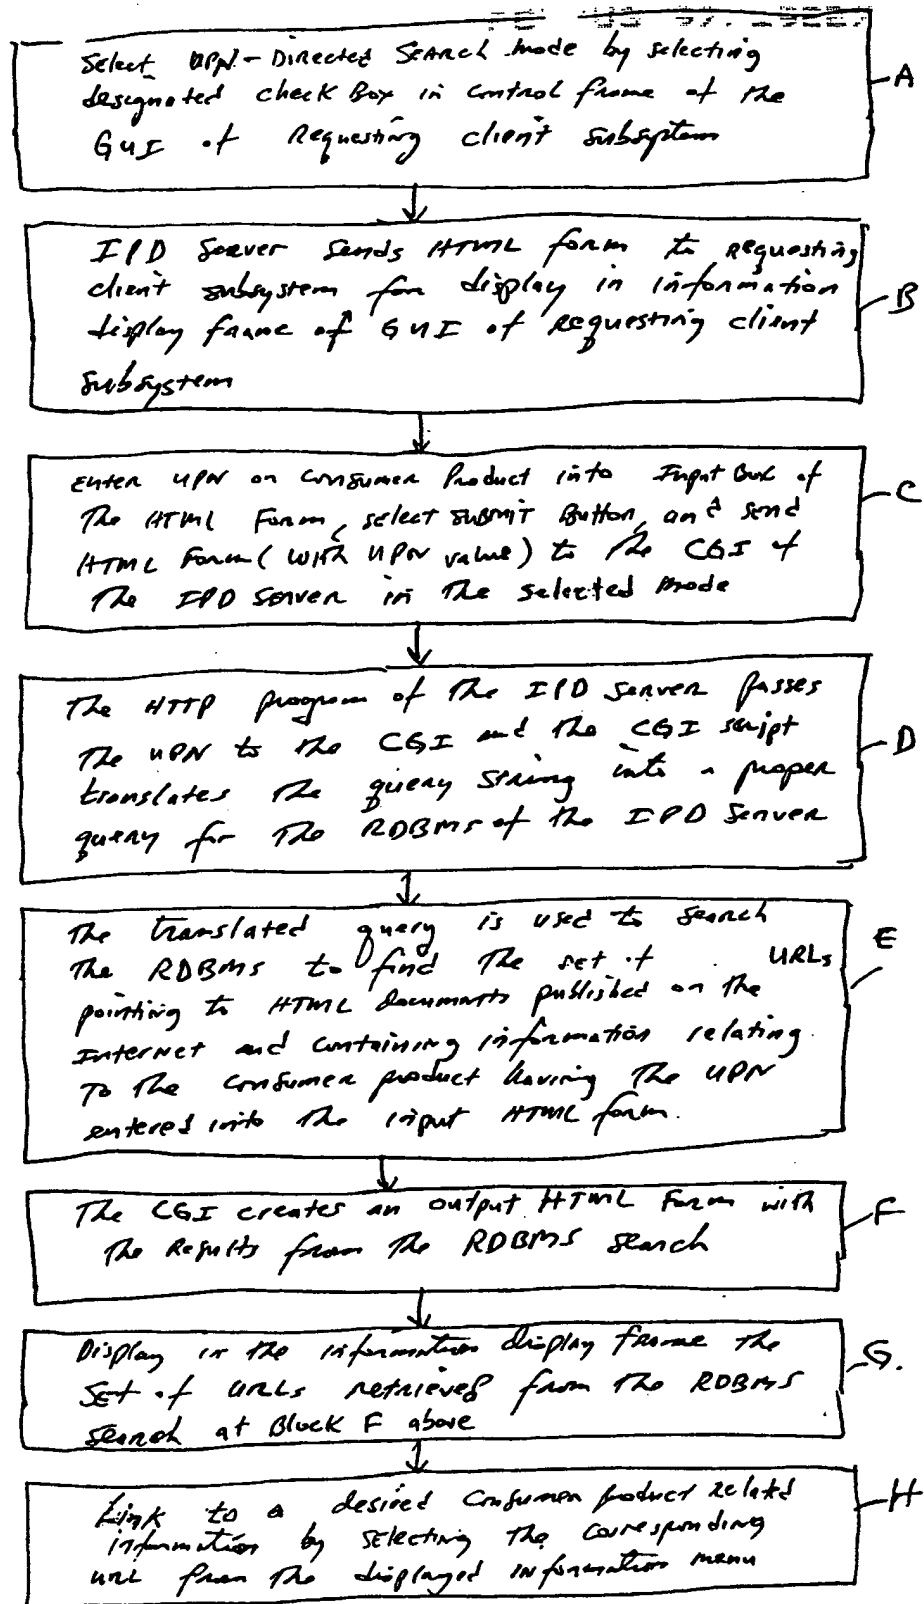 Select UPN-Directed Search mode by selecting
designated check Box in Control frame of the
GUI of Requesting client subsystem
A
IPD Server sends HTML form to requesting
client subsystem for display in information
display frame of GUI of requesting client
subsystem
B
Enter UPN on Consumer Product into Input Box of
The HTML Form, select submit Button, and send
HTML Form (with UPN value) to the CGI of
the IPD Server in the selected mode
C
The HTTP program of the IPD Server passes
the UPN to the CGI and the CGI script
translates the query string into a proper
query for the RDBMS of the IPD Server
D
The translated query is used to search
the RDBMS to find the set of URLs
pointing to HTML documents published on the
Internet and containing information relating
To the Consumer product having the UPN
entered into the input HTML form.
E
The CGI creates an output HTML Form with
the Results from the RDBMS search
F
Display in the information display frame the
Set of URLs retrieved from the RDBMS
search at Block F above
G.
Link to a desired Consumer product related
information by selecting the corresponding
URL from the displayed information menu
H